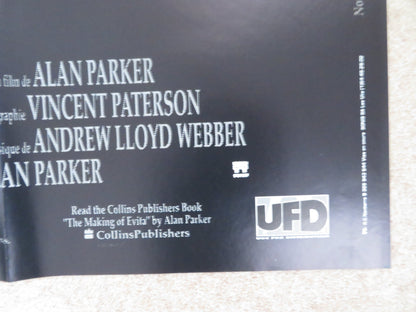 film de ALAN PARKER
graphie VINCENT PATERSON
sique de ANDREW LLOYD WEBBER
AN PARKER
Read the Collins Publishers Book
"The Making of Evita" by Alan Parker
CollinsPublishers
UFD
No